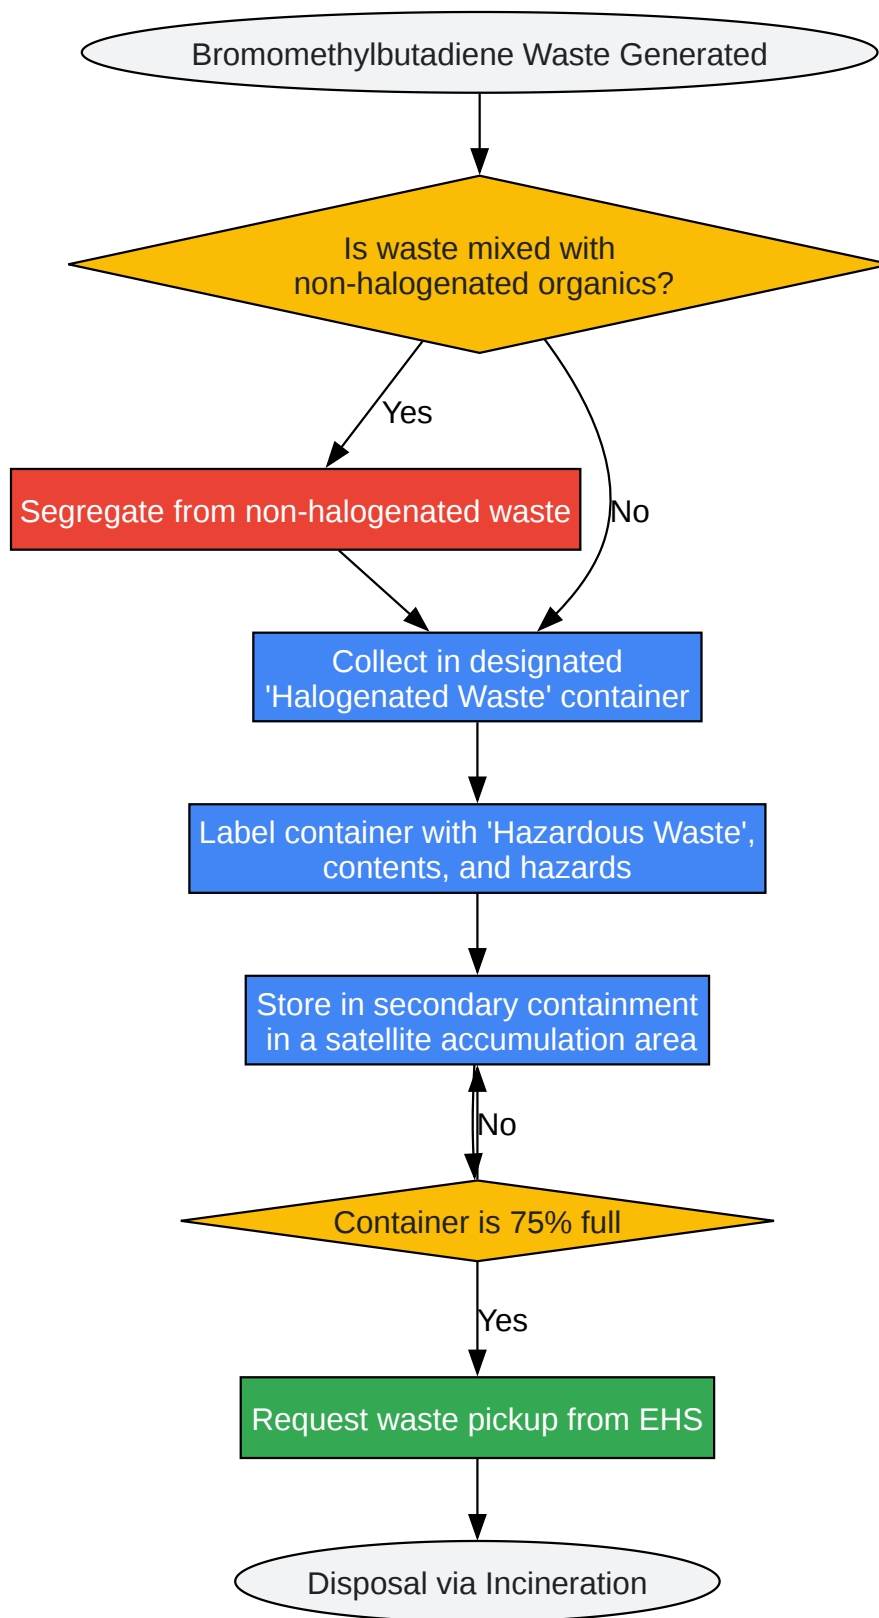 Bromomethylbutadiene Waste Generated
Is waste mixed with
non-halogenated organics?
Yes
Segregate from non-halogenated waste
No
Collect in designated
'Halogenated Waste' container
Label container with 'Hazardous Waste',
contents, and hazards
Store in secondary containment
in a satellite accumulation area
No
Container is 75% full
Yes
Request waste pickup from EHS
Disposal via Incineration